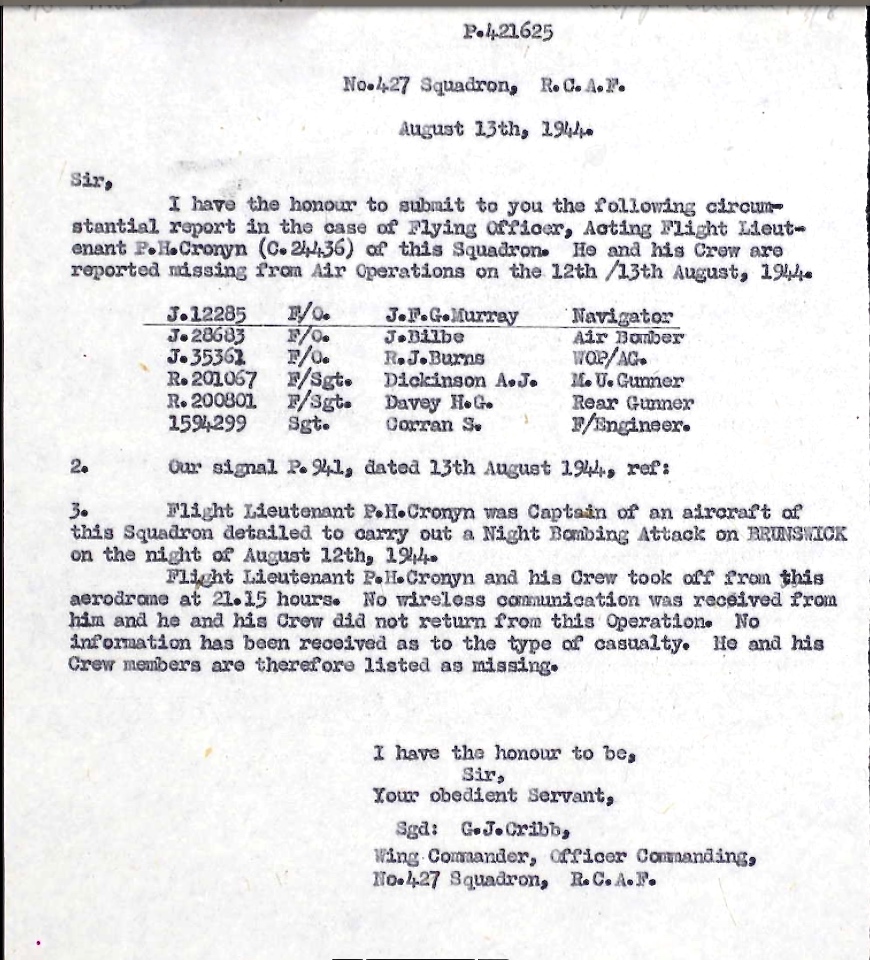 P.421625
No.427 Squadron, R.C.A.F.
August 13th, 1944.
Sir,
I have the honour to submit to you the following circum-
stantial report in the case of Flying Officer, Acting Flight Lieut-
enant P.H.Cronyn (C.24436) of this Squadron. He and his Crew are
reported missing from Air Operations on the 12th /13th August, 1944.
J.12285 F/O. J.F.G.Murray Navigator
J.28683 F/O. J.Bilbe Air Bomber
J.35361 F/O. R.J.Burns WOP/AG.
R.201067 F/Sgt. Dickinson A.J. M.U.Gunner
R.200801 F/Sgt. Davey H.G. Rear Gunner
1594299 Sgt. Corran S. F/Engineer.
2. Our signal P.941, dated 13th August 1944, ref:
3. Flight Lieutenant P.H.Cronyn was Captain of an aircraft of
this Squadron detailed to carry out a Night Bombing Attack on BRUNSWICK
on the night of August 12th, 1944.
Flight Lieutenant P.H.Cronyn and his Crew took off from this
aerodrome at 21.15 hours. No wireless communication was received from
him and he and his Crew did not return from this Operation. No
information has been received as to the type of casualty. He and his
Crew members are therefore listed as missing.
I have the honour to be,
Sir,
Your obedient Servant,
Sgd: G.J.Cribb,
Wing Commander, Officer Commanding,
No.427 Squadron, R.C.A.F.